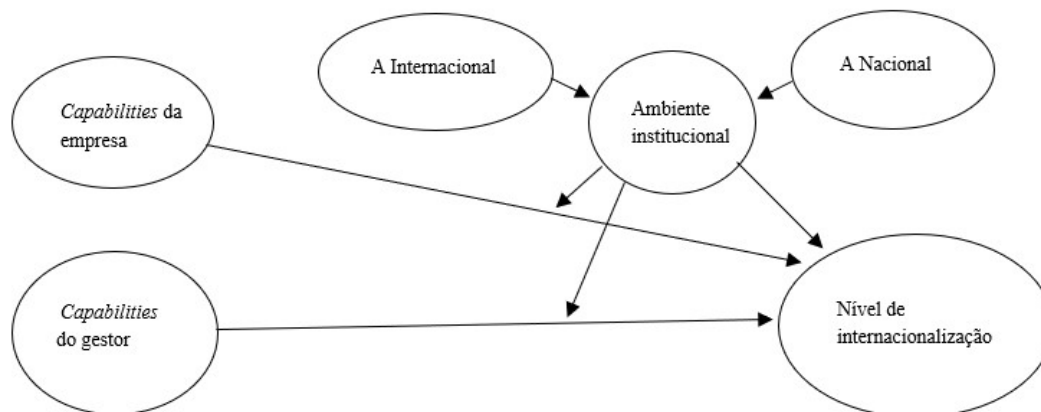 A Internacional
A Nacional
Capabilities da
empresa
Ambiente
institucional
Capabilities
do gestor
Nível de
internacionalização